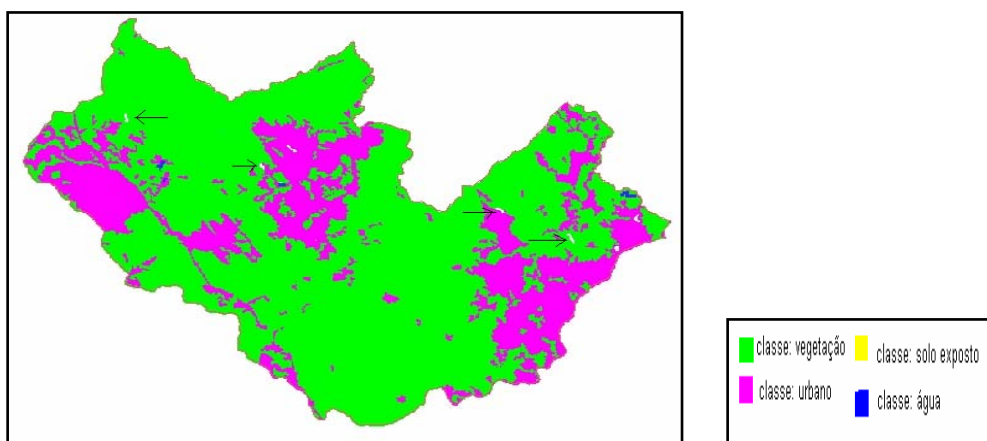 classe: vegetação
classe: solo exposto
classe: urbano
classe: água